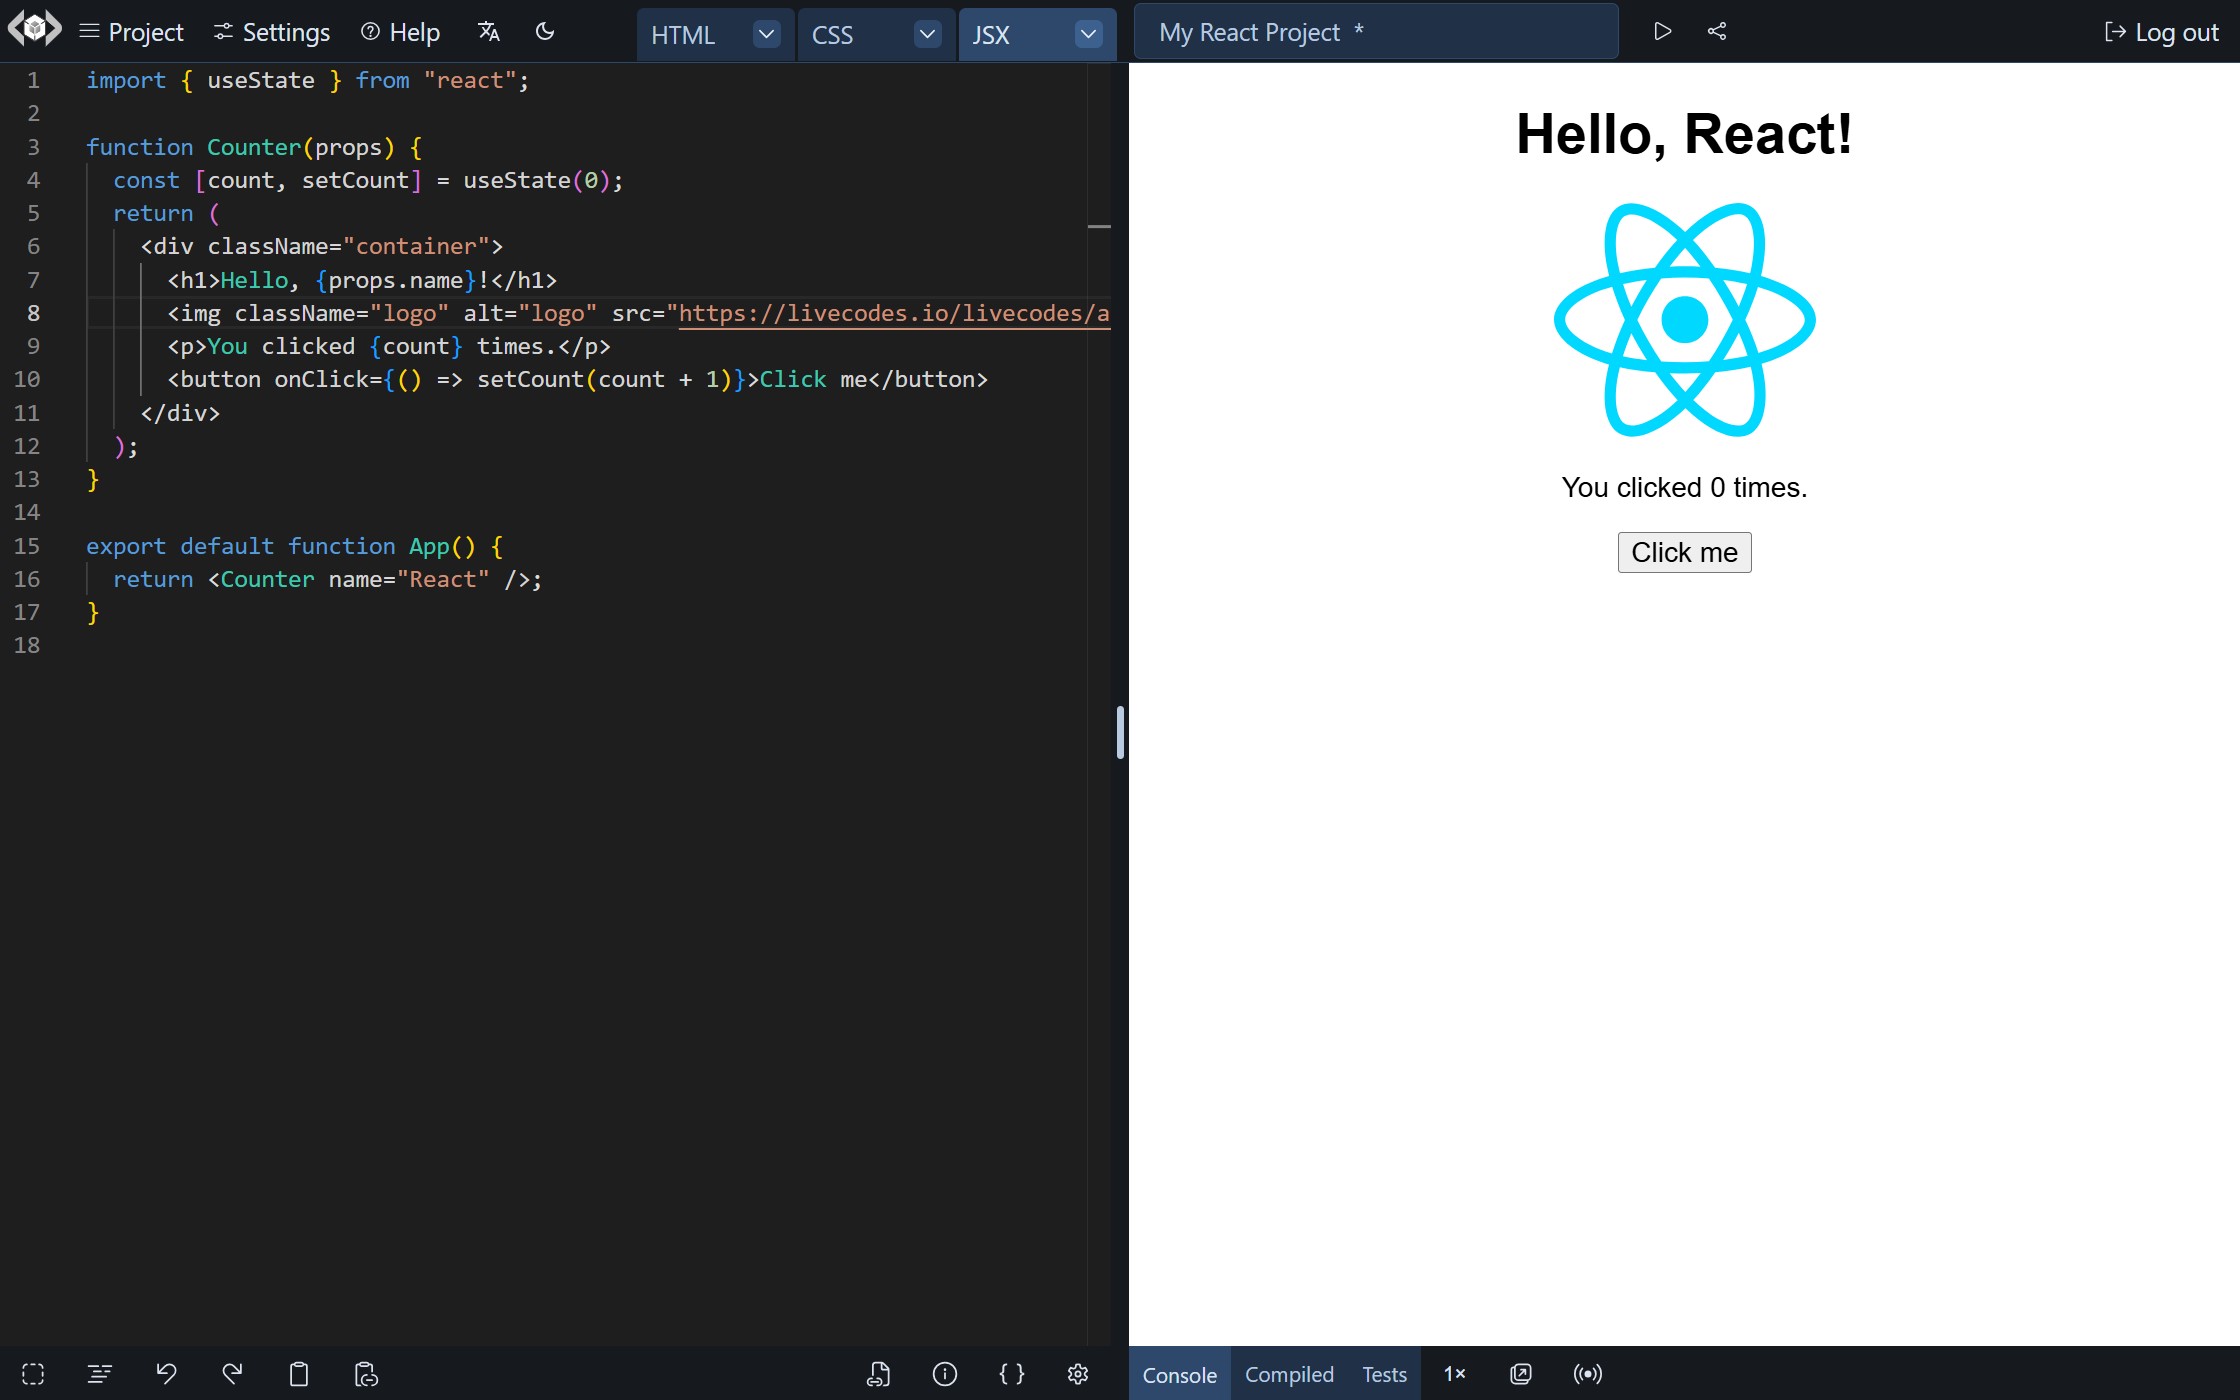 Project Settings Help
HTML CSS JSX
My React Project *
Log out
1 import { useState } from "react";
2
3 function Counter(props) {
4   const [count, setCount] = useState(0);
5   return (
6     <div className="container">
7       <h1>Hello, {props.name}!</h1>
8       <img className="logo" alt="logo" src="https://livecodes.io/livecodes/a
9       <p>You clicked {count} times.</p>
10       <button onClick={() => setCount(count + 1)}>Click me</button>
11     </div>
12   );
13 }
14
15 export default function App() {
16   return <Counter name="React" />;
17 }
18
Hello, React!
You clicked 0 times.
Click me
Console Compiled Tests 1×